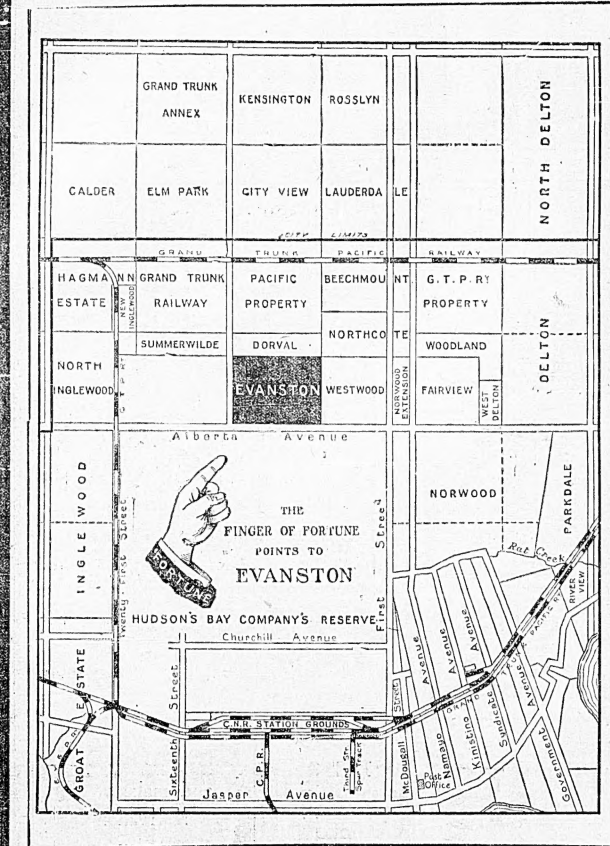 GRAND TRUNK
ANNEX
KENSINGTON
ROSSLYN
NORTH DELTON
CALDER
ELM PARK
CITY VIEW
LAUDERDALE
CITY LIMITS
GRAND TRUNK PACIFIC RAILWAY
HAGMANN
ESTATE
NEW
INGLEWOOD
GRAND TRUNK
RAILWAY
PACIFIC
PROPERTY
BEECHMOUNT
G.T.P.RY
PROPERTY
SUMMERWILDE
DORVAL
NORTHCOTE
WOODLAND
DELTON
NORTH
INGLEWOOD
G.T.P.R.
EVANSTON
WESTWOOD
NORWOOD
EXTENSION
FAIRVIEW
WEST
DELTON
Alberta Avenue
INGLEWOOD
Twenty-First Street
FORTUNE
THE
FINGER OF FORTUNE
POINTS TO
EVANSTON
First Street
NORWOOD
PARKDALE
Rat Creek
RIVER
VIEW
HUDSON'S BAY COMPANY'S RESERVE
Churchill Avenue
GROAT ESTATE
Sixteenth Street
C.N.R. STATION GROUNDS
C.P.R.
Third Str.
Spur Track
Jasper Avenue
McDougall Street
Namayo Avenue
Kinistino Avenue
Syndicate Avenue
Government Avenue
GRAND TRUNK PACIFIC RY
Post
Office